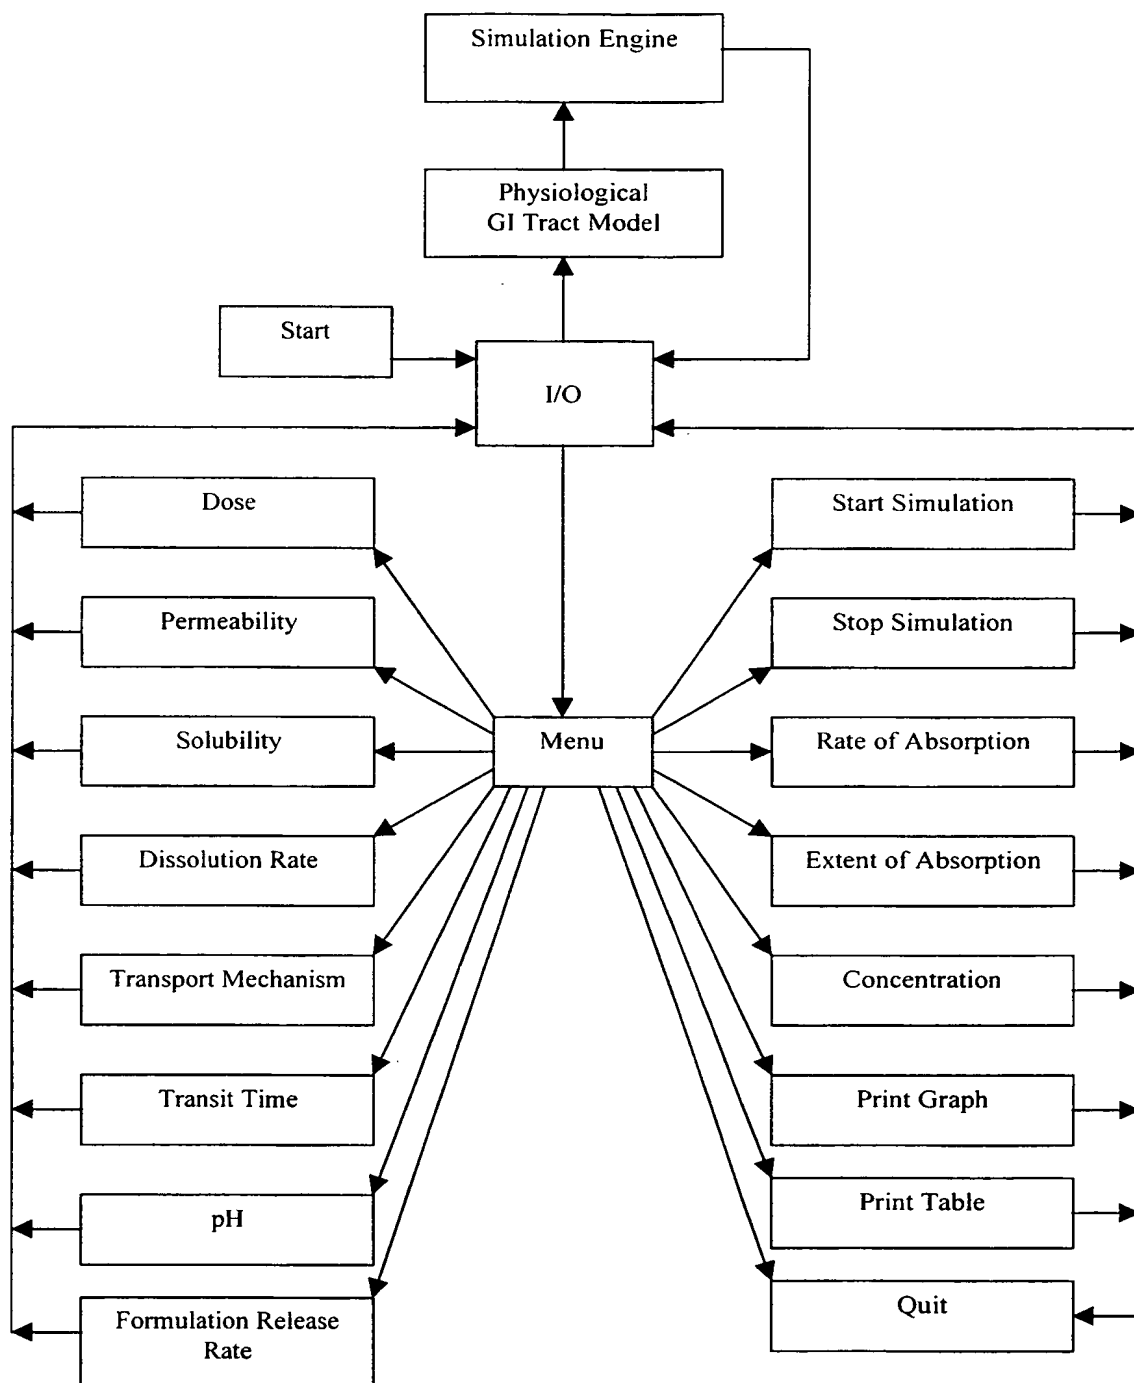 Simulation Engine
Physiological
GI Tract Model
Start
I/O
Dose
Start Simulation
Permeability
Stop Simulation
Solubility
Menu
Rate of Absorption
Dissolution Rate
Extent of Absorption
Transport Mechanism
Concentration
Transit Time
Print Graph
pH
Print Table
Formulation Release
Rate
Quit